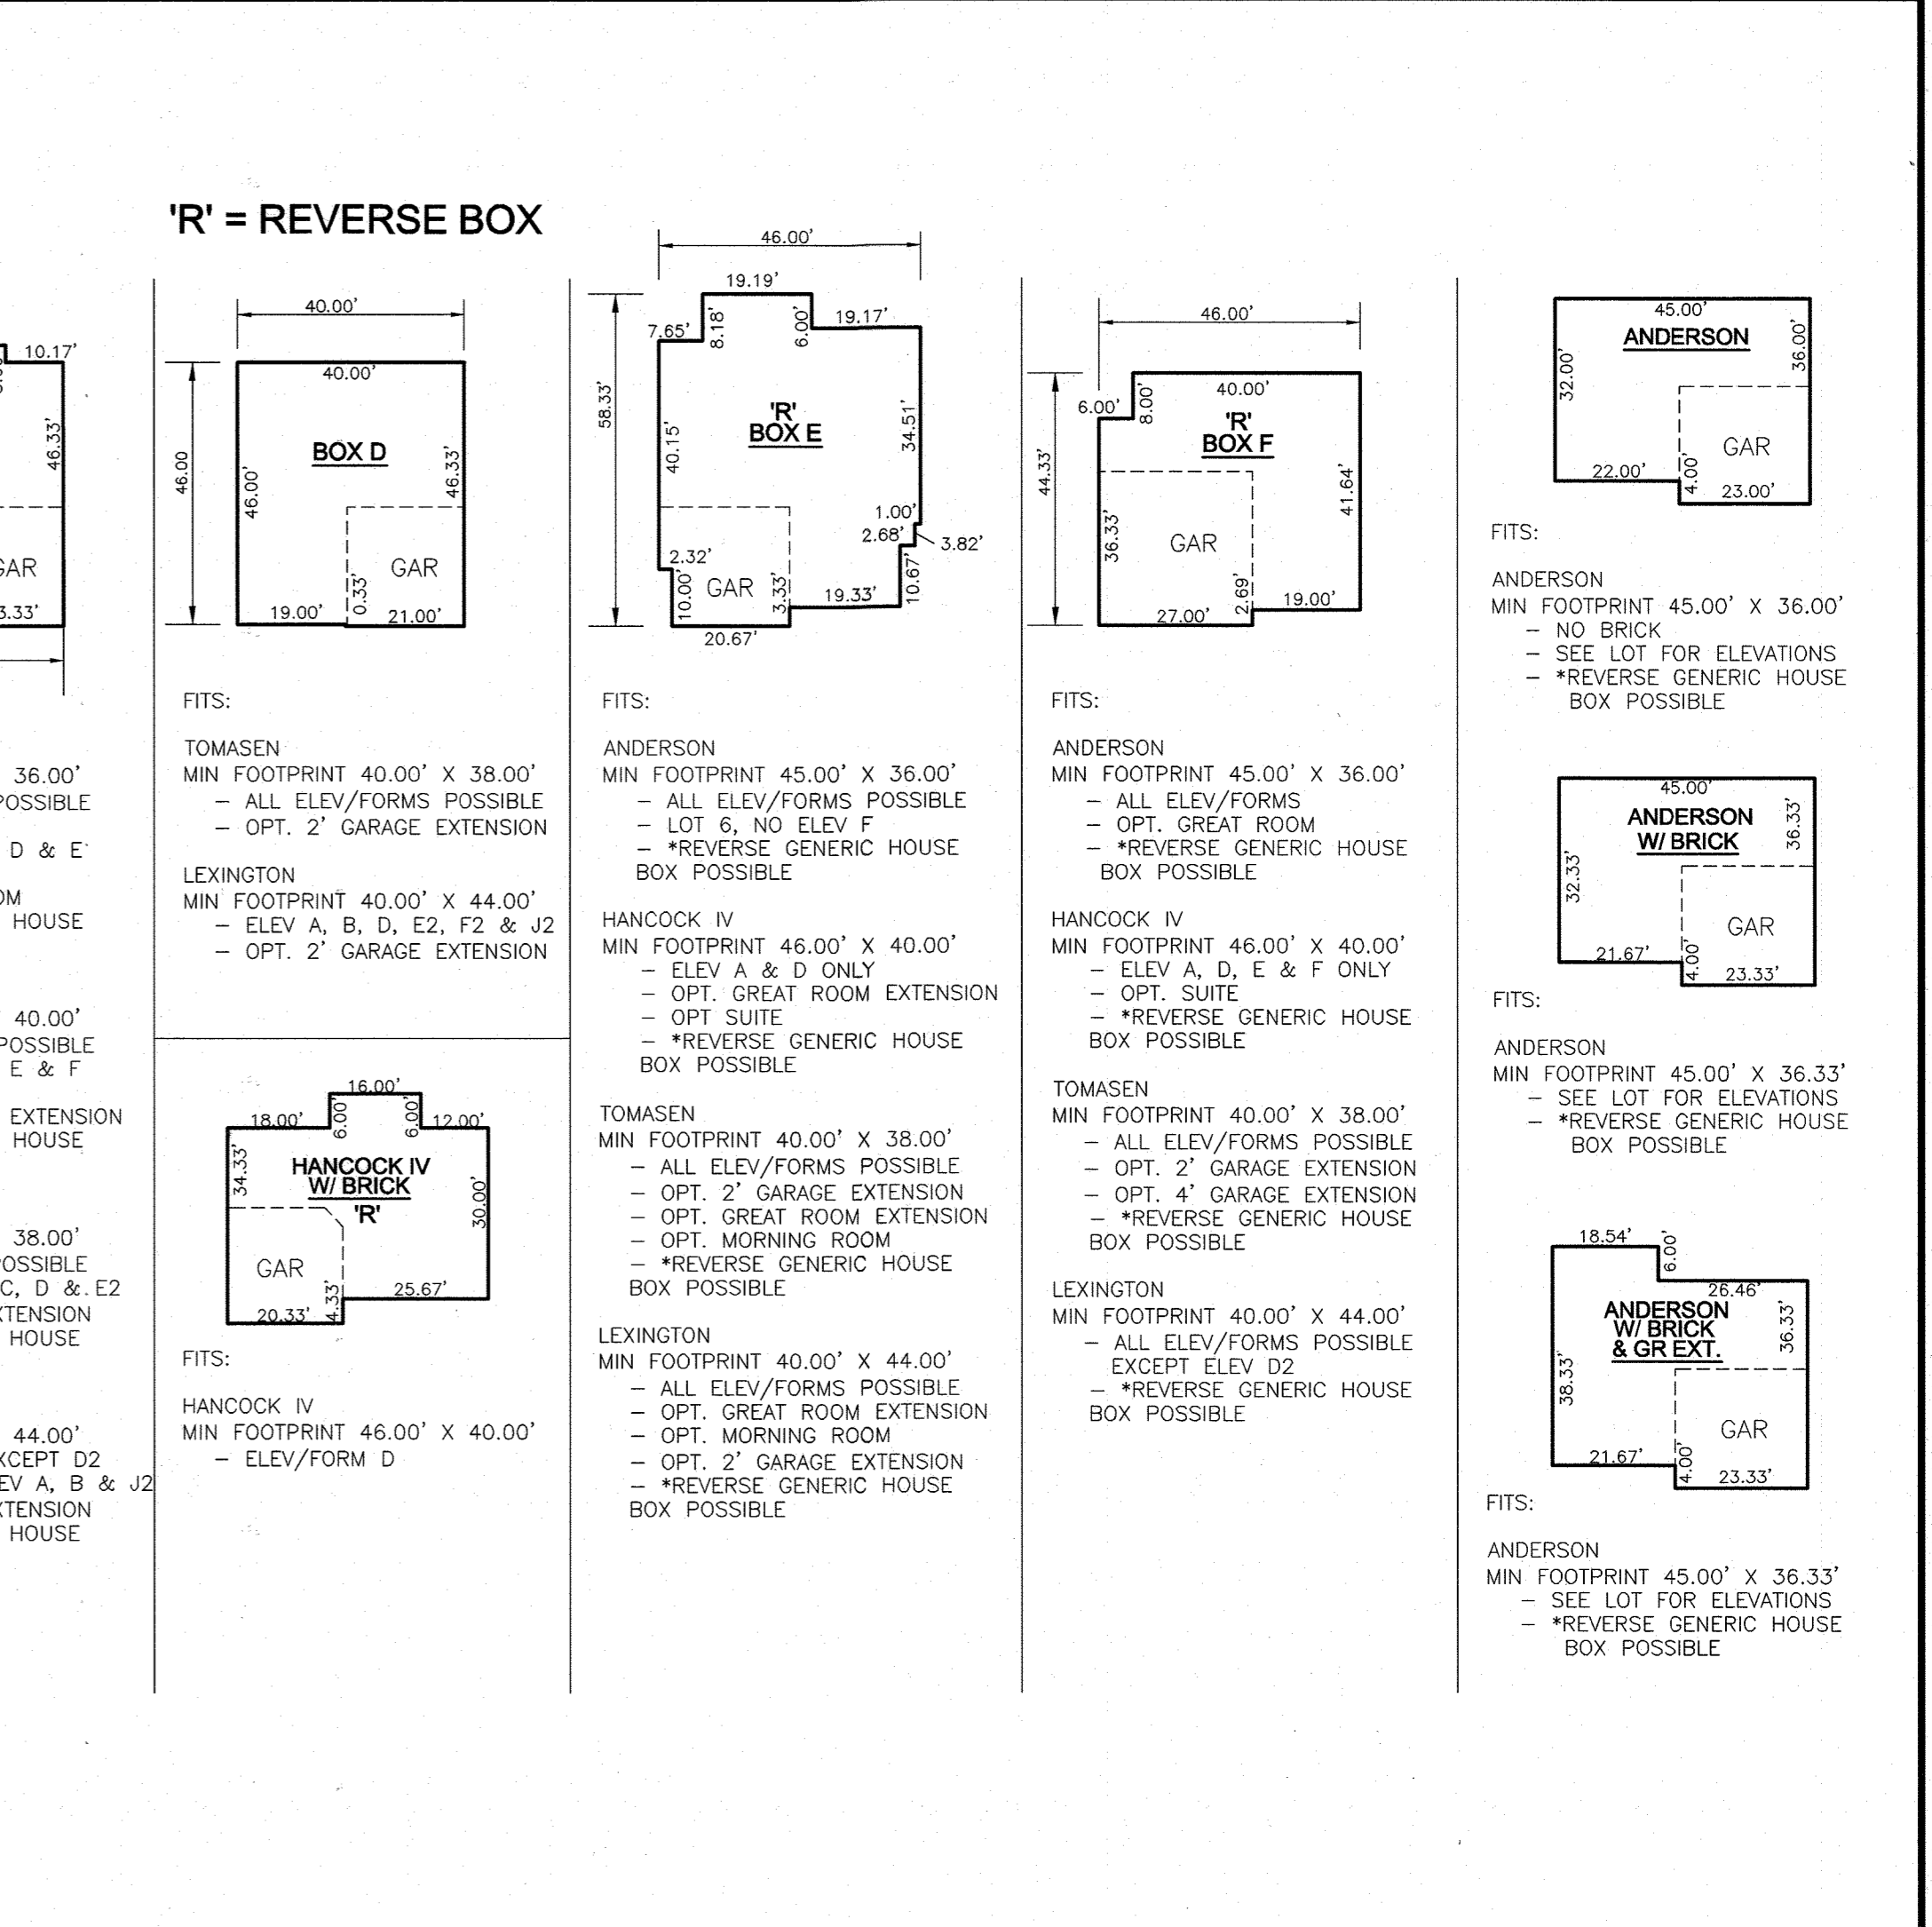 'R' = REVERSE BOX
10.17'
46.33'
GAR
3.33'
36.00'
POSSIBLE
D & E
OM
HOUSE
40.00'
POSSIBLE
E & F
EXTENSION
HOUSE
38.00'
POSSIBLE
C, D & E2
XTENSION
HOUSE
44.00'
XCEPT D2
EV A, B & J2
XTENSION
HOUSE
40.00'
40.00'
46.00
BOX D
46.00'
46.33'
GAR
0.33'
19.00'
21.00'
FITS:
TOMASEN
MIN FOOTPRINT 40.00' X 38.00'
– ALL ELEV/FORMS POSSIBLE
– OPT. 2' GARAGE EXTENSION
LEXINGTON
MIN FOOTPRINT 40.00' X 44.00'
– ELEV A, B, D, E2, F2 & J2
– OPT. 2' GARAGE EXTENSION
16.00'
18.00'
6.00'
6.00'
12.00'
34.33'
HANCOCK IV
W/ BRICK
'R'
30.00'
GAR
4.33'
25.67'
20.33'
FITS:
HANCOCK IV
MIN FOOTPRINT 46.00' X 40.00'
– ELEV/FORM D
46.00'
19.19'
7.65'
8.18'
6.00'
19.17'
58.33'
'R'
BOX E
40.15'
34.51'
1.00'
2.68'
3.82'
2.32'
10.00'
GAR
3.33'
19.33'
10.67'
20.67'
FITS:
ANDERSON
MIN FOOTPRINT 45.00' X 36.00'
– ALL ELEV/FORMS POSSIBLE
– LOT 6, NO ELEV F
– *REVERSE GENERIC HOUSE
BOX POSSIBLE
HANCOCK IV
MIN FOOTPRINT 46.00' X 40.00'
– ELEV A & D ONLY
– OPT. GREAT ROOM EXTENSION
– OPT SUITE
– *REVERSE GENERIC HOUSE
BOX POSSIBLE
TOMASEN
MIN FOOTPRINT 40.00' X 38.00'
– ALL ELEV/FORMS POSSIBLE
– OPT. 2' GARAGE EXTENSION
– OPT. GREAT ROOM EXTENSION
– OPT. MORNING ROOM
– *REVERSE GENERIC HOUSE
BOX POSSIBLE
LEXINGTON
MIN FOOTPRINT 40.00' X 44.00'
– ALL ELEV/FORMS POSSIBLE
– OPT. GREAT ROOM EXTENSION
– OPT. MORNING ROOM
– OPT. 2' GARAGE EXTENSION
– *REVERSE GENERIC HOUSE
BOX POSSIBLE
46.00'
6.00'
8.00'
40.00'
44.33'
'R'
BOX F
36.33'
41.64'
GAR
2.69'
27.00'
19.00'
FITS:
ANDERSON
MIN FOOTPRINT 45.00' X 36.00'
– ALL ELEV/FORMS
– OPT. GREAT ROOM
– *REVERSE GENERIC HOUSE
BOX POSSIBLE
HANCOCK IV
MIN FOOTPRINT 46.00' X 40.00'
– ELEV A, D, E & F ONLY
– OPT. SUITE
– *REVERSE GENERIC HOUSE
BOX POSSIBLE
TOMASEN
MIN FOOTPRINT 40.00' X 38.00'
– ALL ELEV/FORMS POSSIBLE
– OPT. 2' GARAGE EXTENSION
– OPT. 4' GARAGE EXTENSION
– *REVERSE GENERIC HOUSE
BOX POSSIBLE
LEXINGTON
MIN FOOTPRINT 40.00' X 44.00'
– ALL ELEV/FORMS POSSIBLE
EXCEPT ELEV D2
– *REVERSE GENERIC HOUSE
BOX POSSIBLE
45.00'
ANDERSON
32.00'
36.00'
GAR
22.00'
4.00'
23.00'
FITS:
ANDERSON
MIN FOOTPRINT 45.00' X 36.00'
– NO BRICK
– SEE LOT FOR ELEVATIONS
– *REVERSE GENERIC HOUSE
BOX POSSIBLE
45.00'
ANDERSON
W/ BRICK
32.33'
36.33'
GAR
21.67'
4.00'
23.33'
FITS:
ANDERSON
MIN FOOTPRINT 45.00' X 36.33'
– SEE LOT FOR ELEVATIONS
– *REVERSE GENERIC HOUSE
BOX POSSIBLE
18.54'
6.00'
26.46'
ANDERSON
W/ BRICK
& GR EXT.
38.33'
36.33'
GAR
21.67'
4.00'
23.33'
FITS:
ANDERSON
MIN FOOTPRINT 45.00' X 36.33'
– SEE LOT FOR ELEVATIONS
– *REVERSE GENERIC HOUSE
BOX POSSIBLE